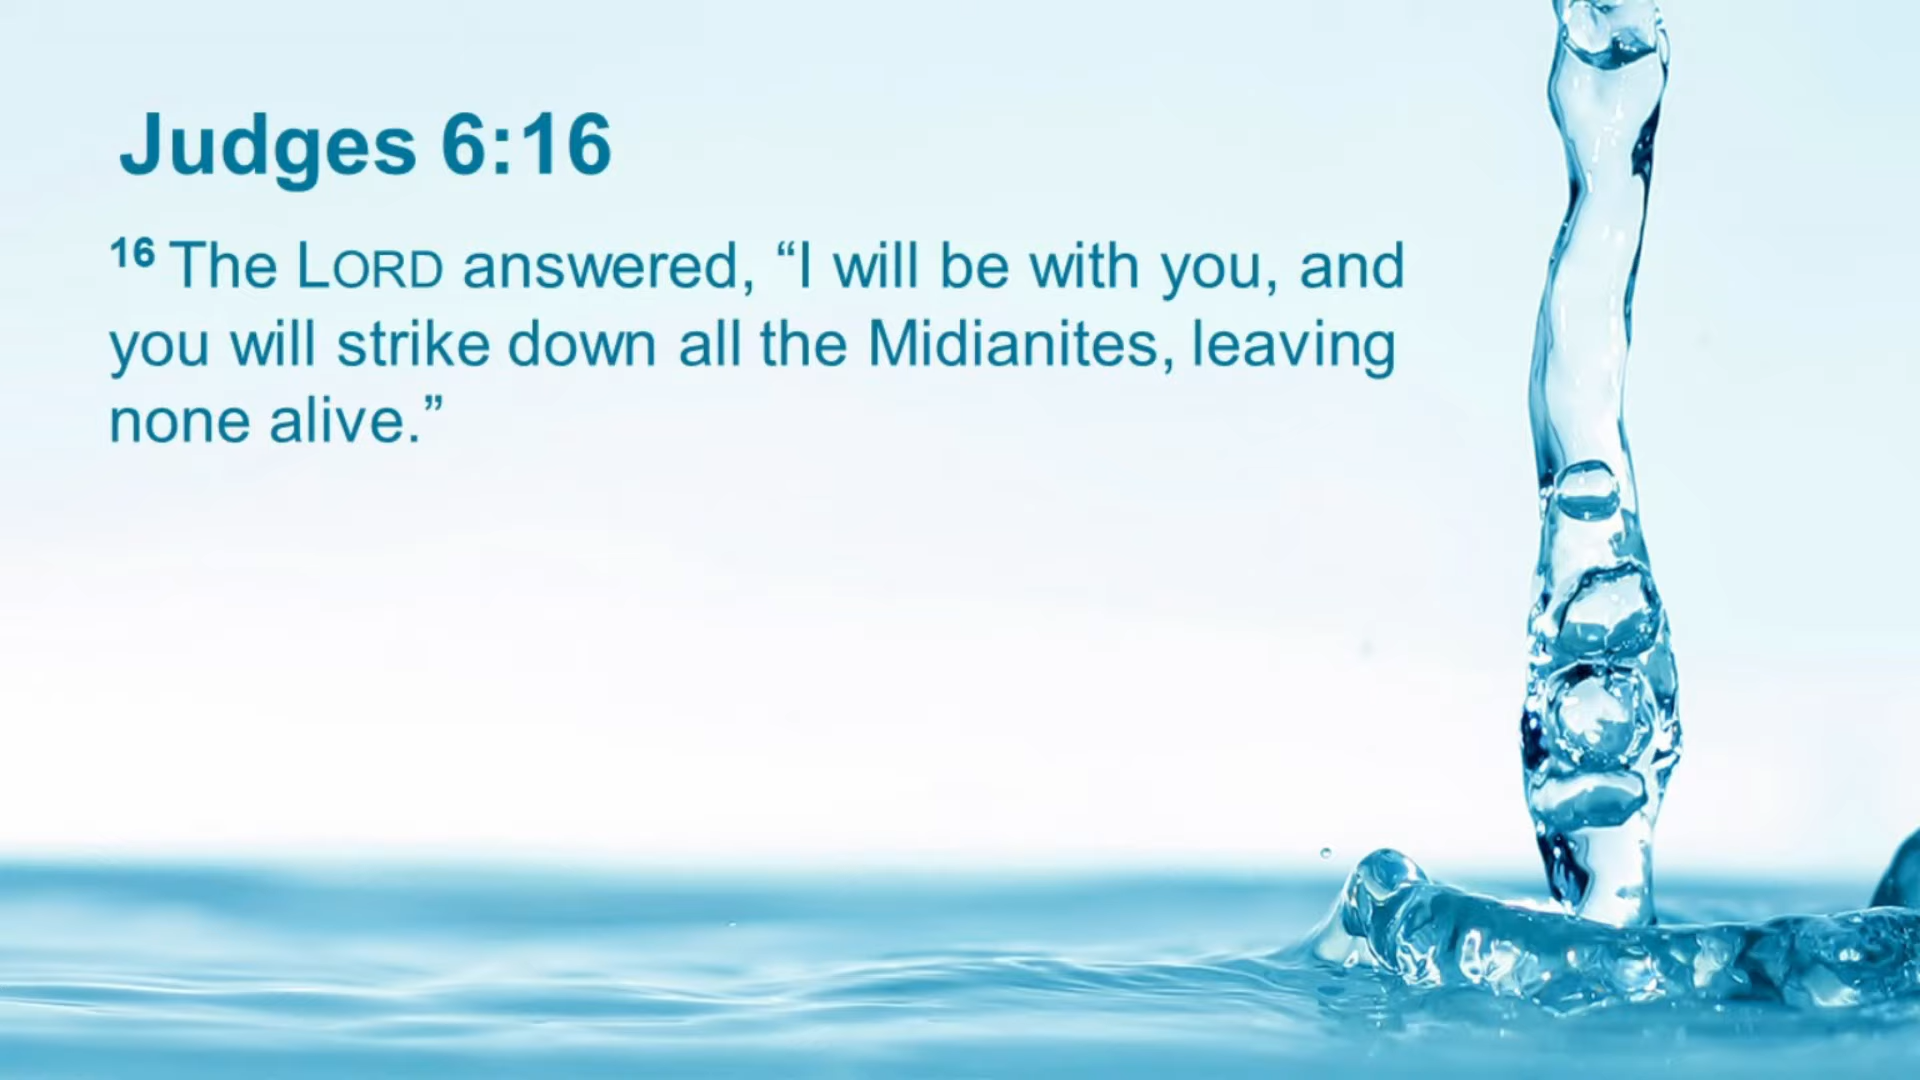 Judges 6:16
16 The LORD answered, “I will be with you, and
you will strike down all the Midianites, leaving
none alive.”